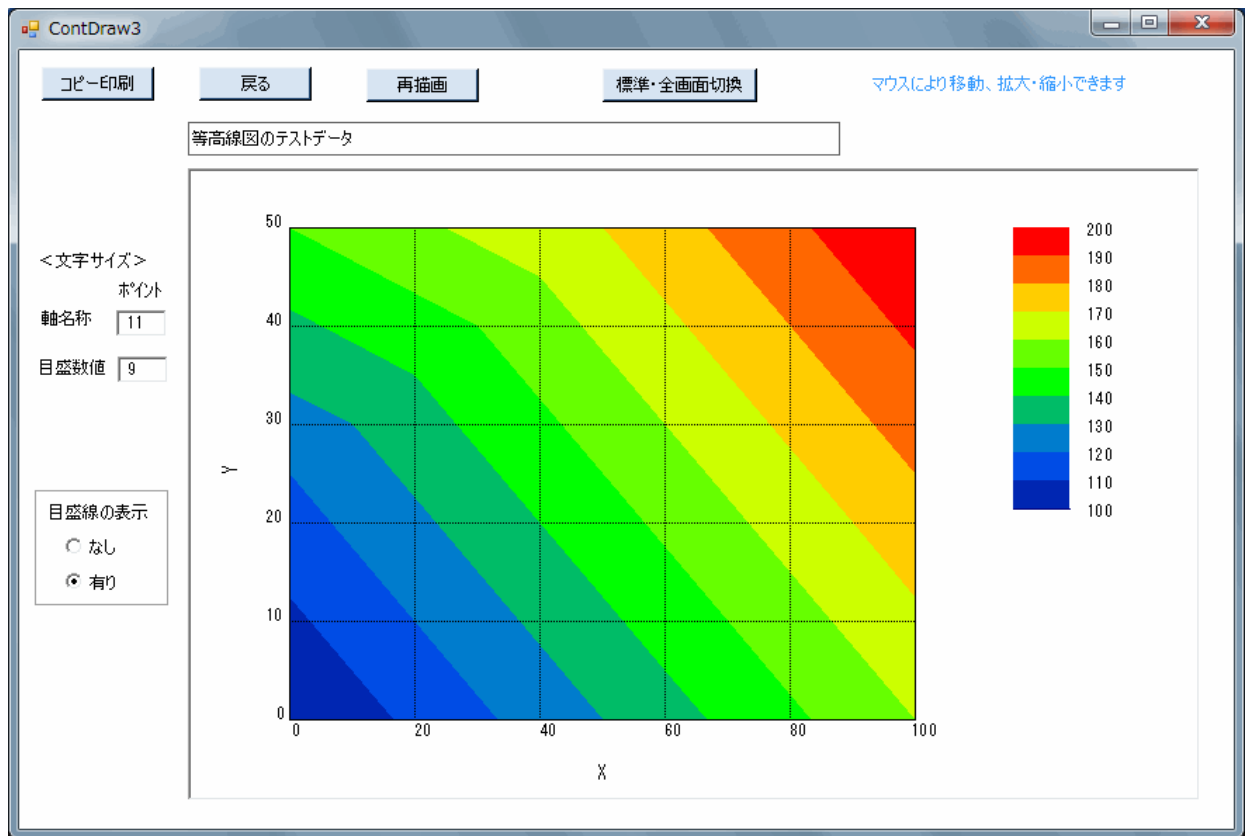 ContDraw3
コピー印刷 戻る 再描画 標準・全画面切換 マウスにより移動、拡大・縮小できます
等高線図のテストデータ
＜文字サイズ＞
ポイント
軸名称 11
目盛数値 9
目盛線の表示
なし
有り
50
40
30
20
10
0
Y
0 20 40 60 80 100
X
200
190
180
170
160
150
140
130
120
110
100